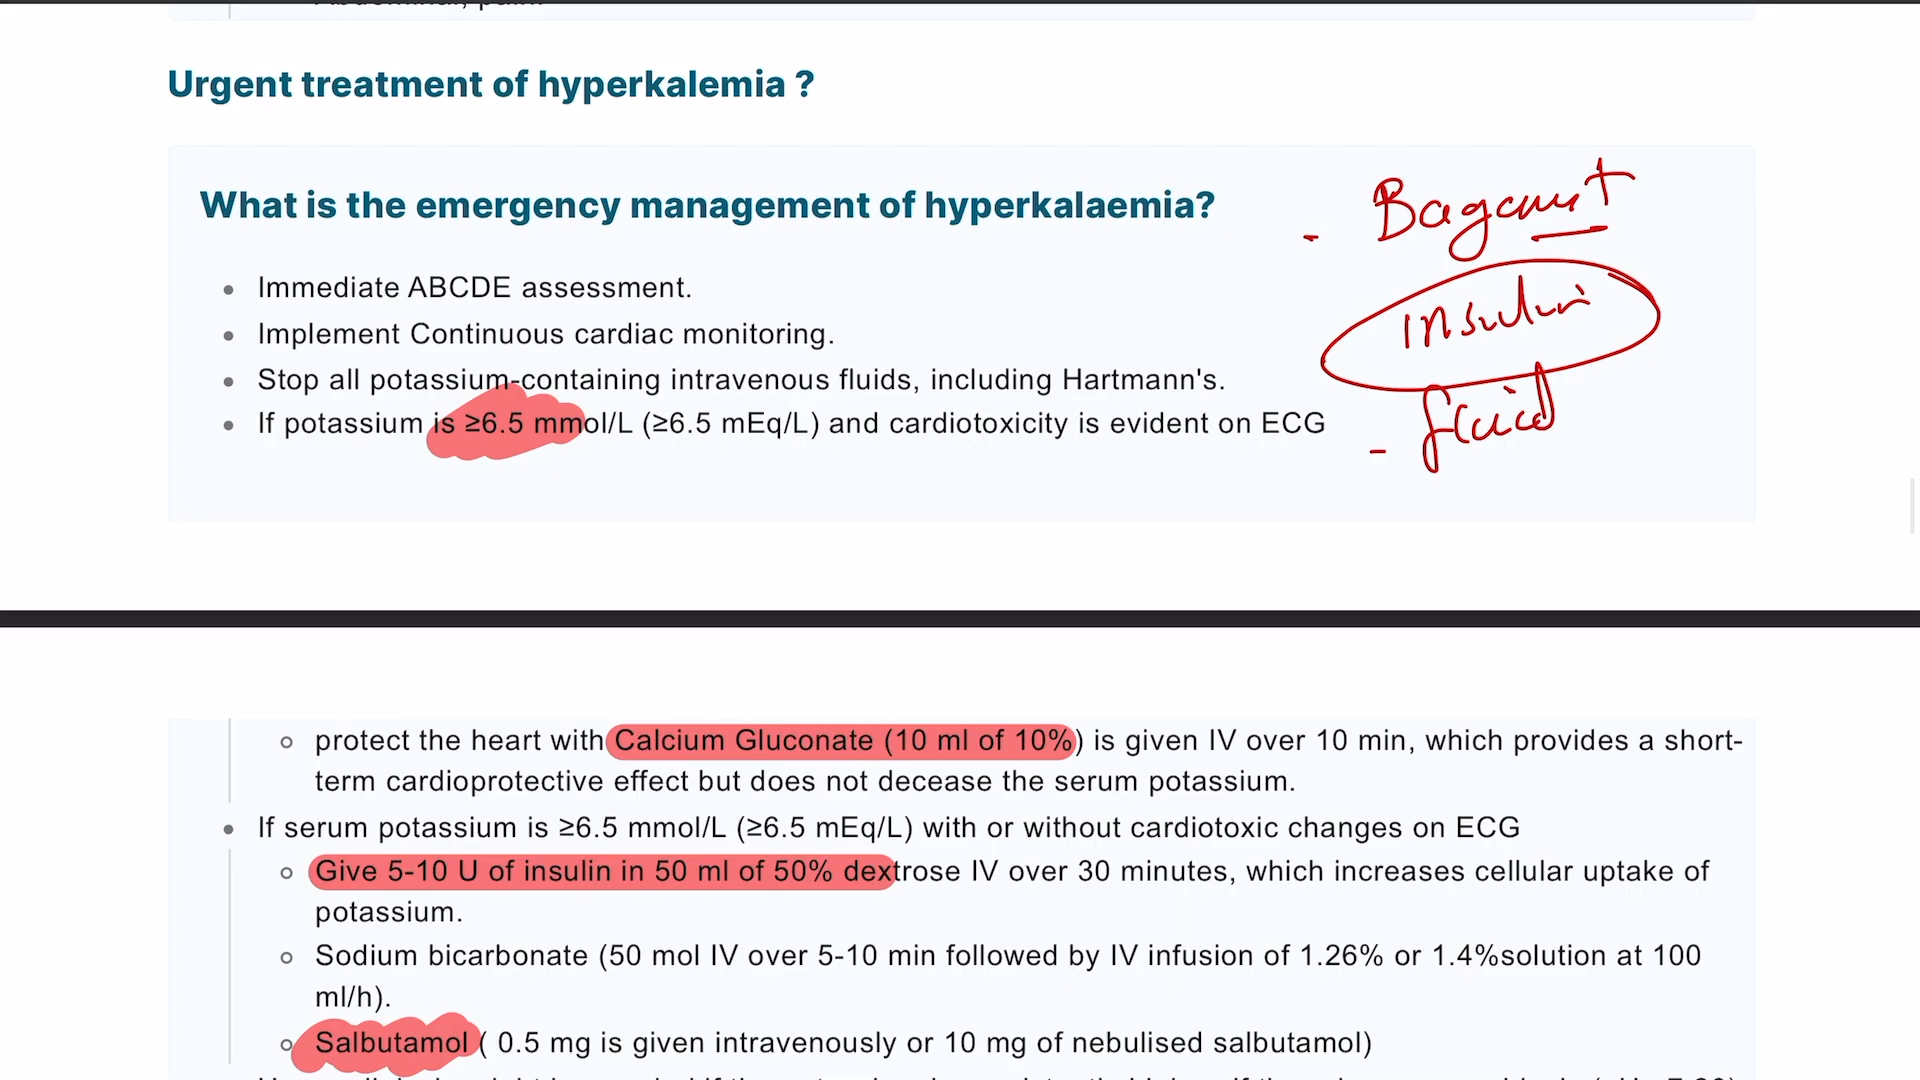 Urgent treatment of hyperkalemia ?
What is the emergency management of hyperkalaemia?
Immediate ABCDE assessment.
Implement Continuous cardiac monitoring.
Stop all potassium-containing intravenous fluids, including Hartmann's.
If potassium is ≥6.5 mmol/L (≥6.5 mEq/L) and cardiotoxicity is evident on ECG
- 
Insulin
- fluid
protect the heart with Calcium Gluconate (10 ml of 10%) is given IV over 10 min, which provides a short-
term cardioprotective effect but does not decease the serum potassium.
If serum potassium is ≥6.5 mmol/L (≥6.5 mEq/L) with or without cardiotoxic changes on ECG
Give 5-10 U of insulin in 50 ml of 50% dextrose IV over 30 minutes, which increases cellular uptake of
potassium.
Sodium bicarbonate (50 mol IV over 5-10 min followed by IV infusion of 1.26% or 1.4%solution at 100
ml/h).
Salbutamol ( 0.5 mg is given intravenously or 10 mg of nebulised salbutamol)